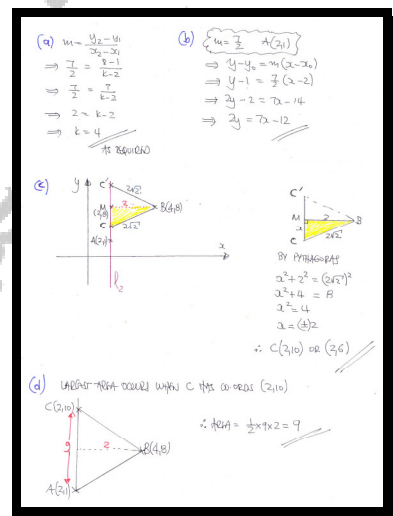 (a) m = y₂-y₁/x₂-x₁
⇒ 7/2 = 8-1/k-2
⇒ 7/2 = 7/k-2
⇒ 2 = k-2
⇒ k = 4
AS REQUIRED
(b) { m = 7/2 A(2,1) }
⇒ y-y₀ = m(x-x₀)
⇒ y-1 = 7/2 (x-2)
⇒ 2y-2 = 7x-14
⇒ 2y = 7x-12
(c)
y
C'
2√2
M
(2,8)
2
B(4,8)
C
2√2
A(2,1)
x
l₂
C'
M
2
B
x
2√2
C
BY PYTHAGORAS
x²+2² = (2√2)²
x²+4 = 8
x² = 4
x = (±)2
∴ C(2,10) OR (2,6)
(d) LARGEST AREA OCCURS WHEN C HAS CO-ORDS (2,10)
C(2,10)
9
2
B(4,8)
A(2,1)
∴ AREA = 1/2 ×9×2 = 9